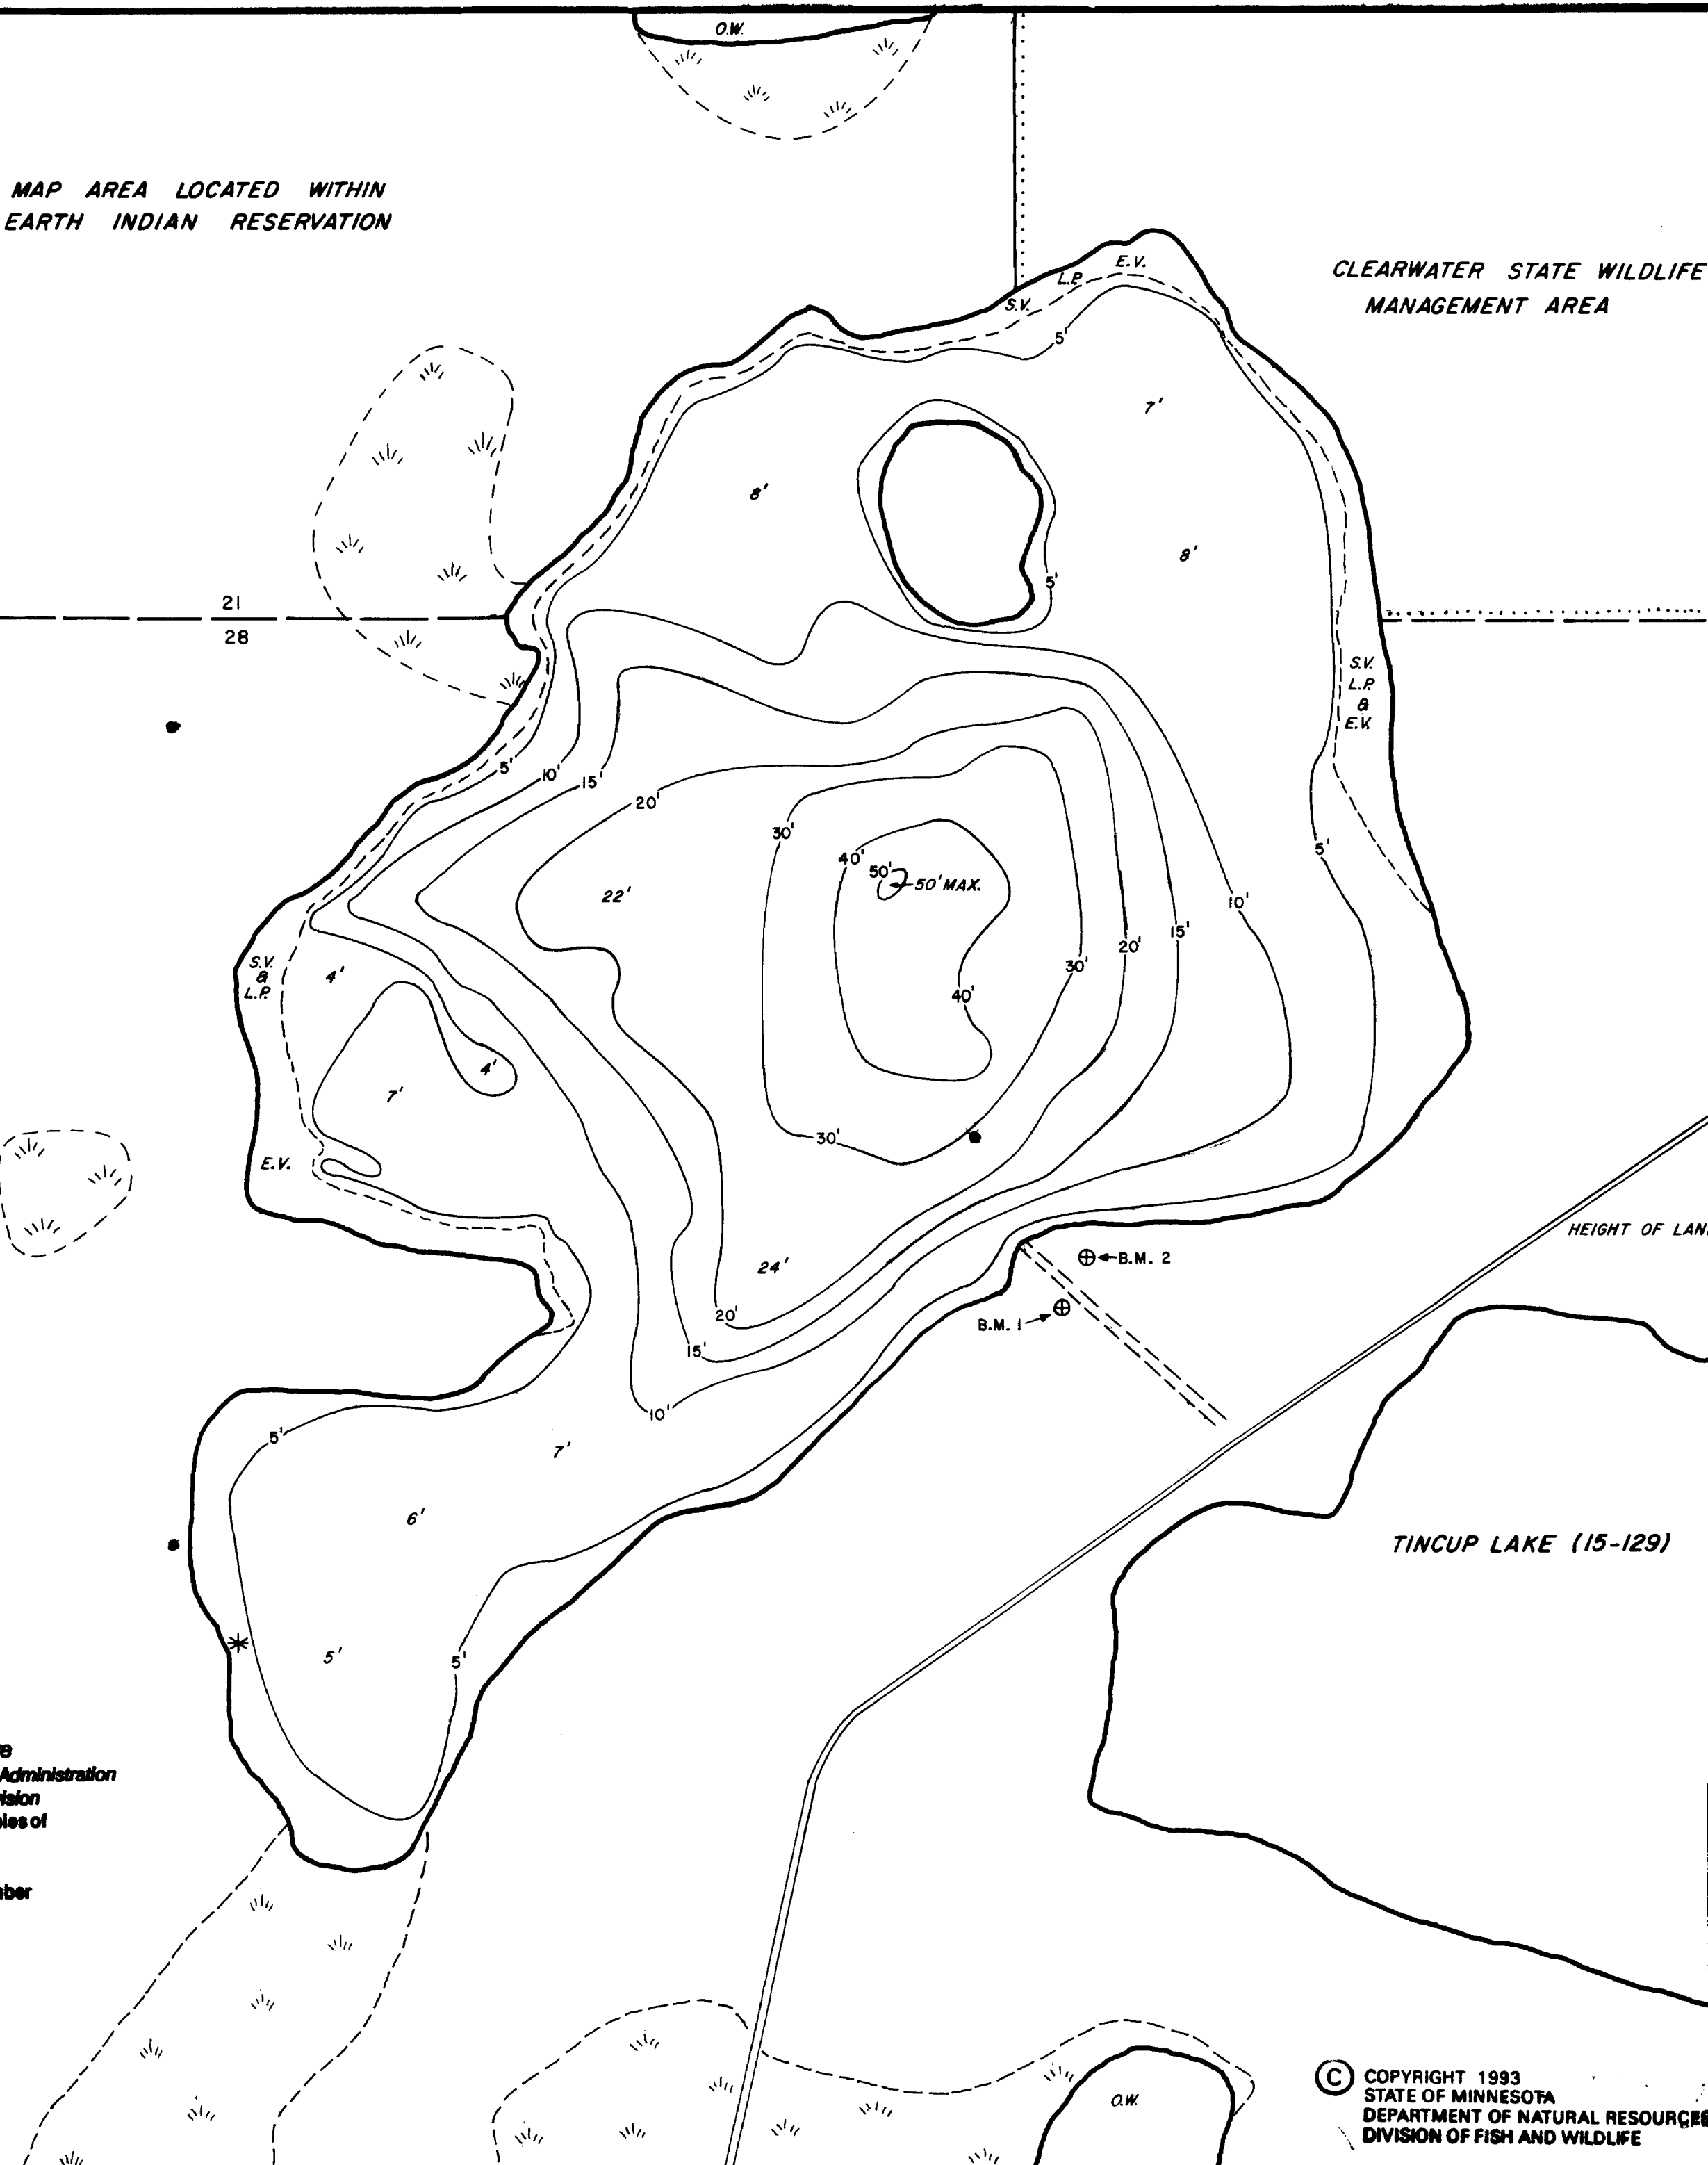 O.W.
MAP AREA LOCATED WITHIN
EARTH INDIAN RESERVATION
CLEARWATER STATE WILDLIFE
MANAGEMENT AREA
E.V.
L.P.
S.V.
5'
7'
8'
8'
5'
21
28
S.V.
L.P.
&
E.V.
5'
10'
15'
20'
30'
40'
50'
50' MAX.
22'
5'
10'
15'
20'
30'
40'
S.V.
&
L.P.
4'
4'
7'
30'
E.V.
HEIGHT OF LAN
B.M. 2
B.M. 1
24'
20'
15'
10'
5'
7'
6'
TINCUP LAKE (15-129)
5'
5'
Administration
ies of
ber
O.W.
C COPYRIGHT 1993
STATE OF MINNESOTA
DEPARTMENT OF NATURAL RESOURCES
DIVISION OF FISH AND WILDLIFE